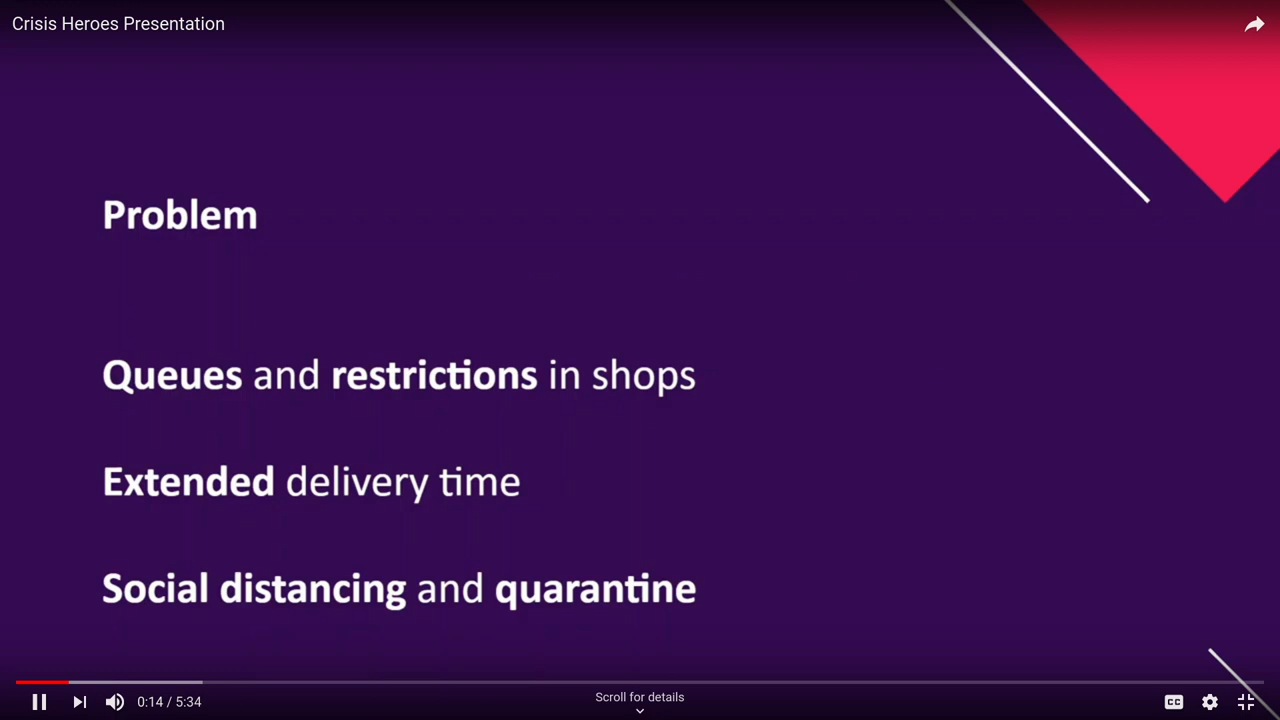 Crisis Heroes Presentation
Problem
Queues and restrictions in shops
Extended delivery time
Social distancing and quarantine
0:14 / 5:34
Scroll for details
CC